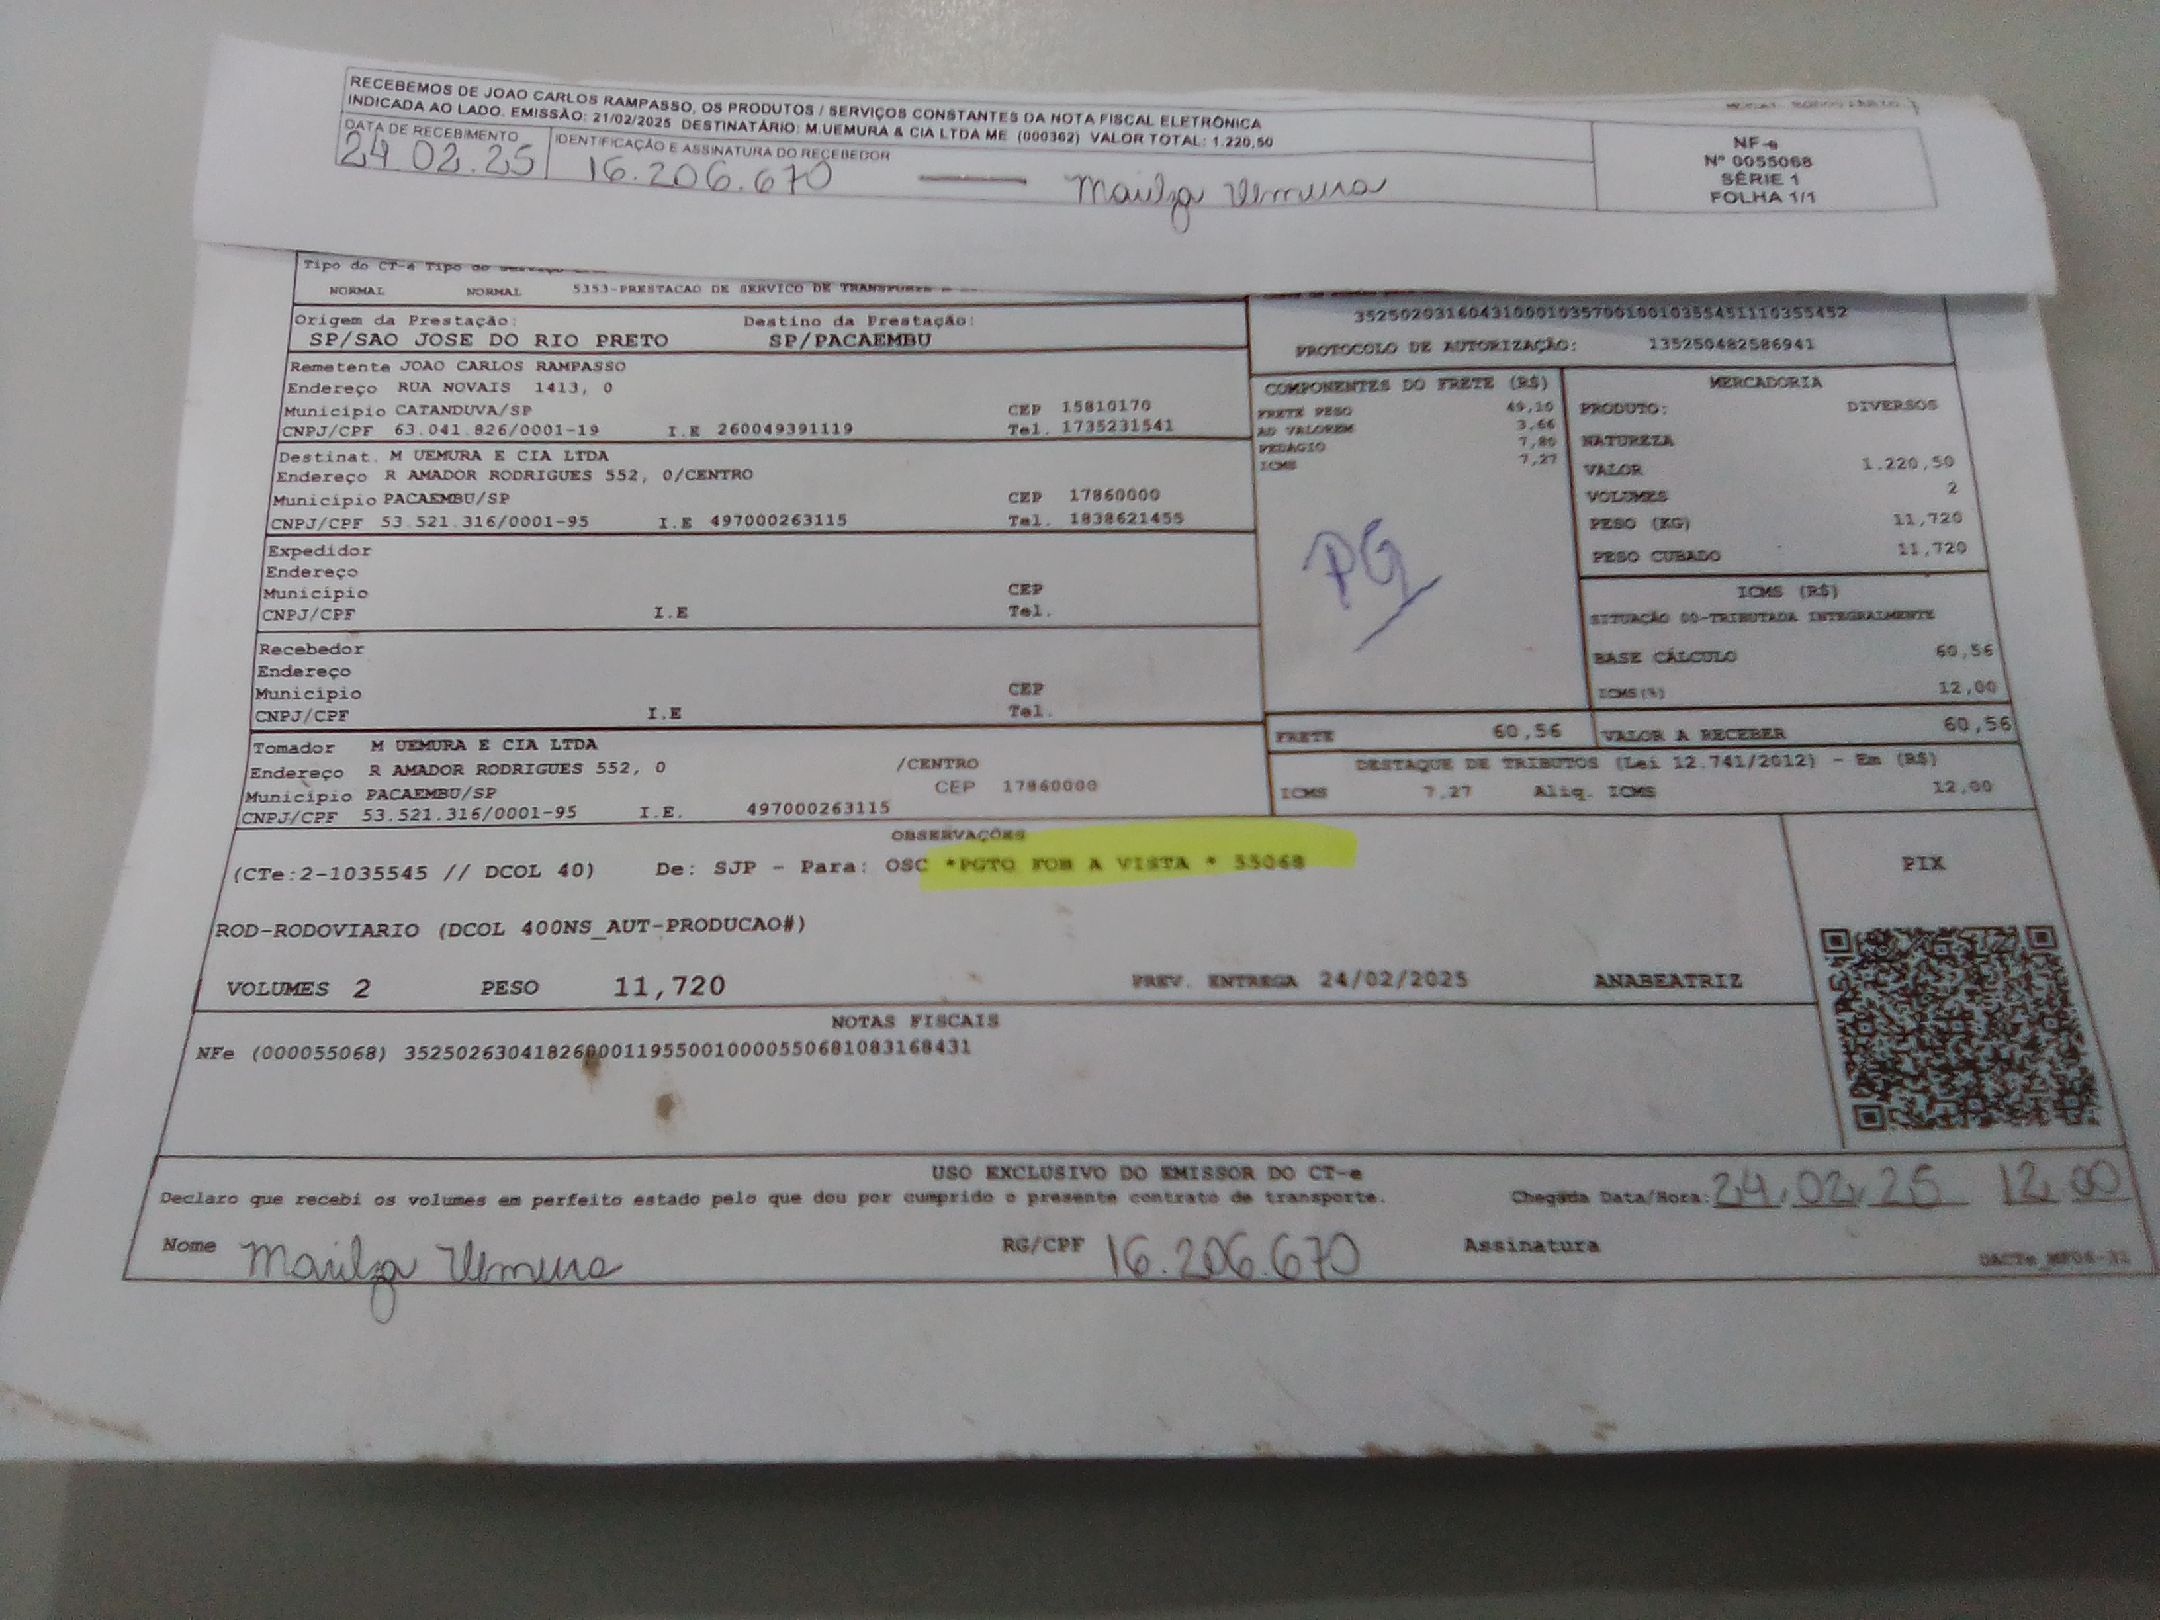 RECEBEMOS DE JOAO CARLOS RAMPASSO, OS PRODUTOS / SERVIÇOS CONSTANTES DA NOTA FISCAL ELETRÔNICA
INDICADA AO LADO. EMISSÃO: 21/02/2025 DESTINATÁRIO: M.UEMURA & CIA LTDA ME (000362) VALOR TOTAL: 1.220,50
DATA DE RECEBIMENTO IDENTIFICAÇÃO E ASSINATURA DO RECEBEDOR
24.02.25 16.206.670 Mailza Uemura
NF-e
Nº 0055068
SÉRIE 1
FOLHA 1/1
Tipo do CT-e Tipo do
NORMAL NORMAL 5353-PRESTACAO DE SERVICO DE TRANSPORTE
Origem da Prestação: Destino da Prestação:
SP/SAO JOSE DO RIO PRETO SP/PACAEMBU
PROTOCOLO DE AUTORIZAÇÃO: 135250482586941
Remetente JOAO CARLOS RAMPASSO
Endereço RUA NOVAIS 1413, 0
Município CATANDUVA/SP CEP 15810170
CNPJ/CPF 63.041.826/0001-19 I.E 260049391119 Tel. 1735231541
Destinat. M UEMURA E CIA LTDA
Endereço R AMADOR RODRIGUES 552, 0/CENTRO
Município PACAEMBU/SP CEP 17860000
CNPJ/CPF 53.521.316/0001-95 I.E 497000263115 Tel. 1838621455
Expedidor
Endereço
Município CEP
CNPJ/CPF I.E Tel.
Recebedor
Endereço
Município CEP
CNPJ/CPF I.E Tel.
Tomador M UEMURA E CIA LTDA
Endereço R AMADOR RODRIGUES 552, 0 /CENTRO
Município PACAEMBU/SP CEP 17860000
CNPJ/CPF 53.521.316/0001-95 I.E. 497000263115
COMPONENTES DO FRETE (R$)
FRETE PESO 49,10
AD VALOREM 3,66
PEDAGIO 7,80
ICMS 7,27
PG
MERCADORIA
PRODUTO: DIVERSOS
NATUREZA
VALOR 1.220,50
VOLUMES 2
PESO (KG) 11,720
PESO CUBADO 11,720
ICMS (R$)
SITUAÇÃO 00-TRIBUTADA INTEGRALMENTE
BASE CÁLCULO 60,56
ICMS(%) 12,00
FRETE 60,56 VALOR A RECEBER 60,56
DESTAQUE DE TRIBUTOS (Lei 12.741/2012) - Em (R$)
ICMS 7,27 Aliq. ICMS 12,00
OBSERVAÇÕES
(CTe:2-1035545 // DCOL 40) De: SJP - Para: OSC *PGTO FOB A VISTA * 55068
ROD-RODOVIARIO (DCOL 400NS_AUT-PRODUCAO#)
VOLUMES 2 PESO 11,720 PREV. ENTREGA 24/02/2025 ANABEATRIZ
PIX
NOTAS FISCAIS
NFe (000055068) 35250263041826000119550010000550681083168431
USO EXCLUSIVO DO EMISSOR DO CT-e
Declaro que recebi os volumes em perfeito estado pelo que dou por cumprido o presente contrato de transporte. Chegada Data/Hora: 24.02.25 12 00
Nome Mailza Uemura RG/CPF 16.206.670 Assinatura